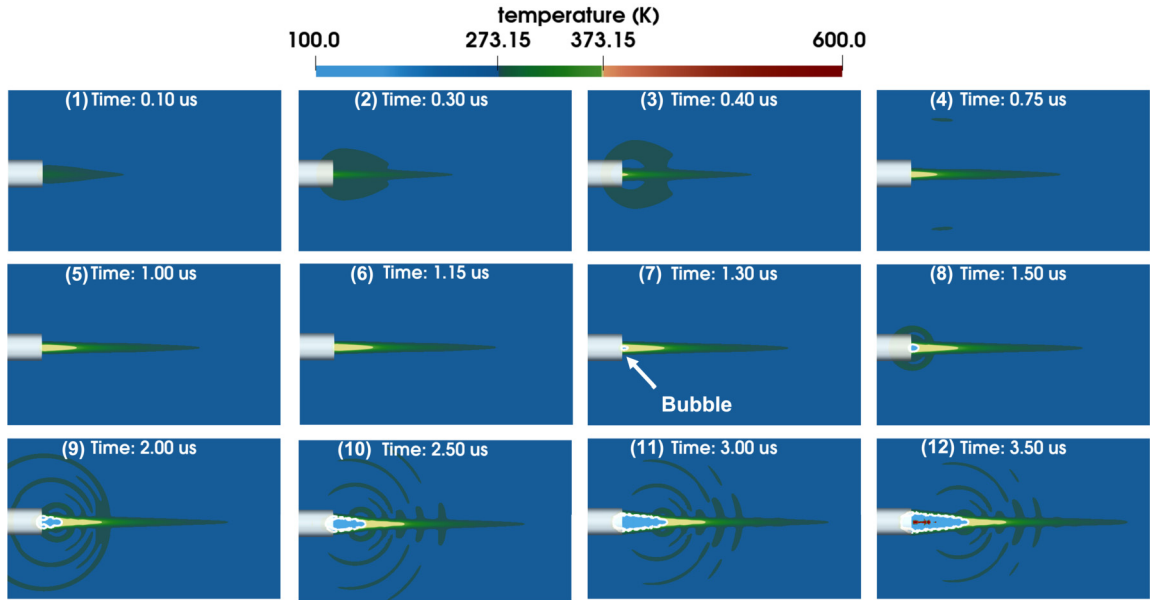 temperature (K)
100.0 273.15 373.15 600.0
(1) Time: 0.10 us
(2) Time: 0.30 us
(3) Time: 0.40 us
(4) Time: 0.75 us
(5) Time: 1.00 us
(6) Time: 1.15 us
(7) Time: 1.30 us
(8) Time: 1.50 us
Bubble
(9) Time: 2.00 us
(10) Time: 2.50 us
(11) Time: 3.00 us
(12) Time: 3.50 us